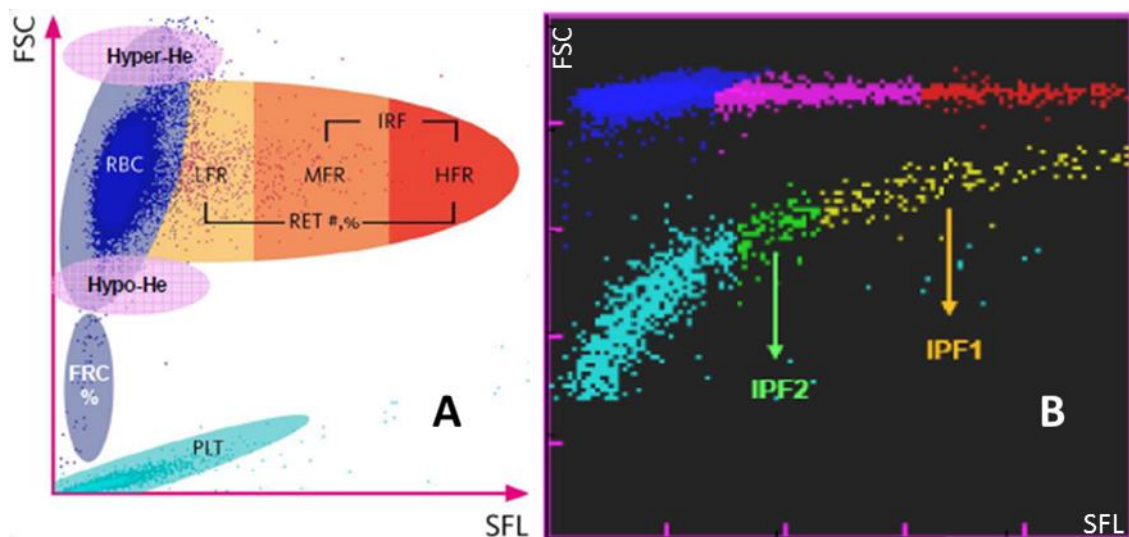 FSC
Hyper-He
RBC
IRF
LFR
MFR
HFR
RET #,%
Hypo-He
FRC
%
PLT
A
SFL
FSC
IPF1
IPF2
B
SFL